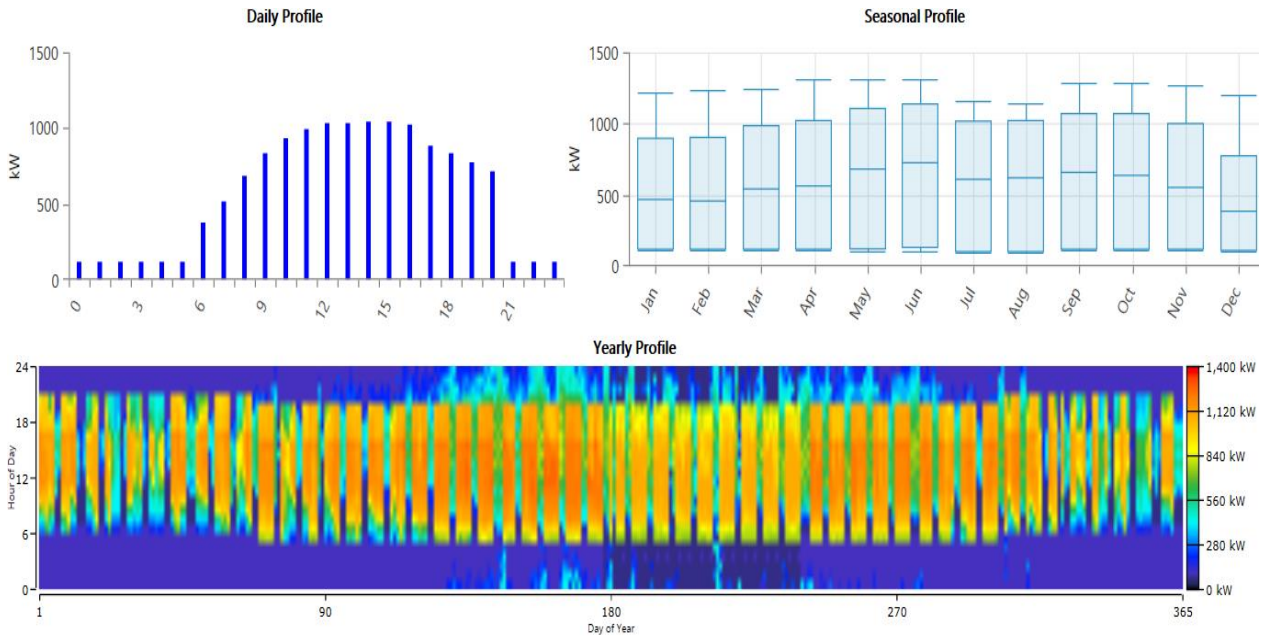 Daily Profile
1500
1000
500
0
kW
0
3
6
9
12
15
18
21
Seasonal Profile
1500
1000
500
0
kW
Jan
Feb
Mar
Apr
May
Jun
Jul
Aug
Sep
Oct
Nov
Dec
Yearly Profile
24
18
12
6
0
Hour of Day
1
90
180
270
365
Day of Year
1,400 kW
1,120 kW
840 kW
560 kW
280 kW
0 kW